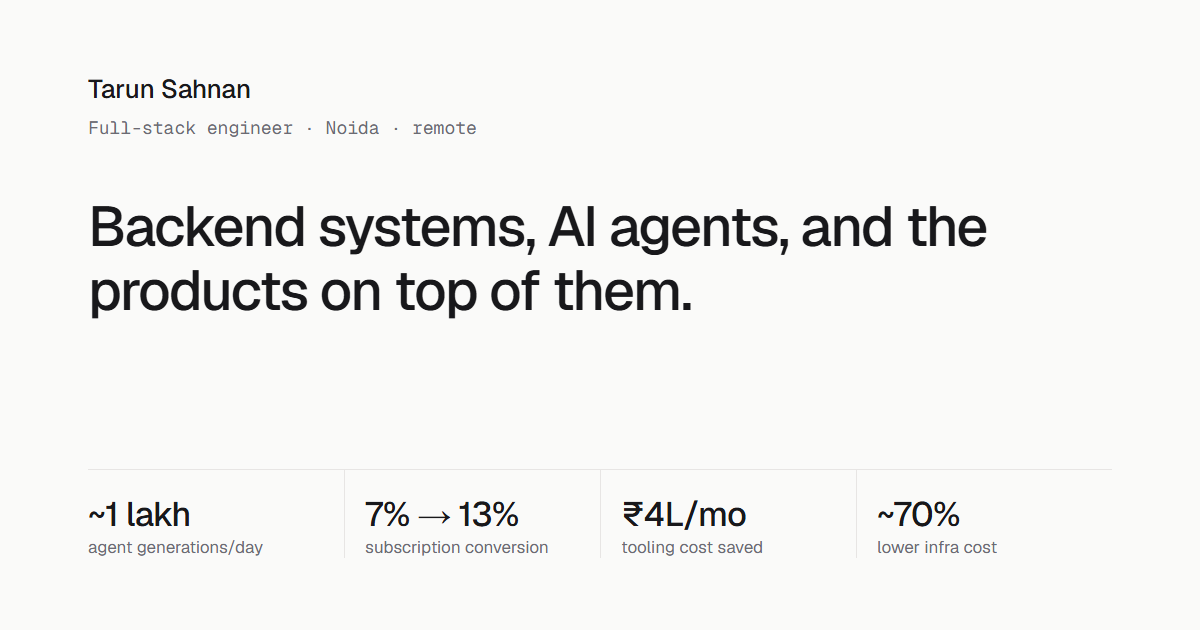 Tarun Sahnan
Full-stack engineer · Noida · remote
Backend systems, AI agents, and the
products on top of them.
~1 lakh
agent generations/day
7% → 13%
subscription conversion
₹4L/mo
tooling cost saved
~70%
lower infra cost